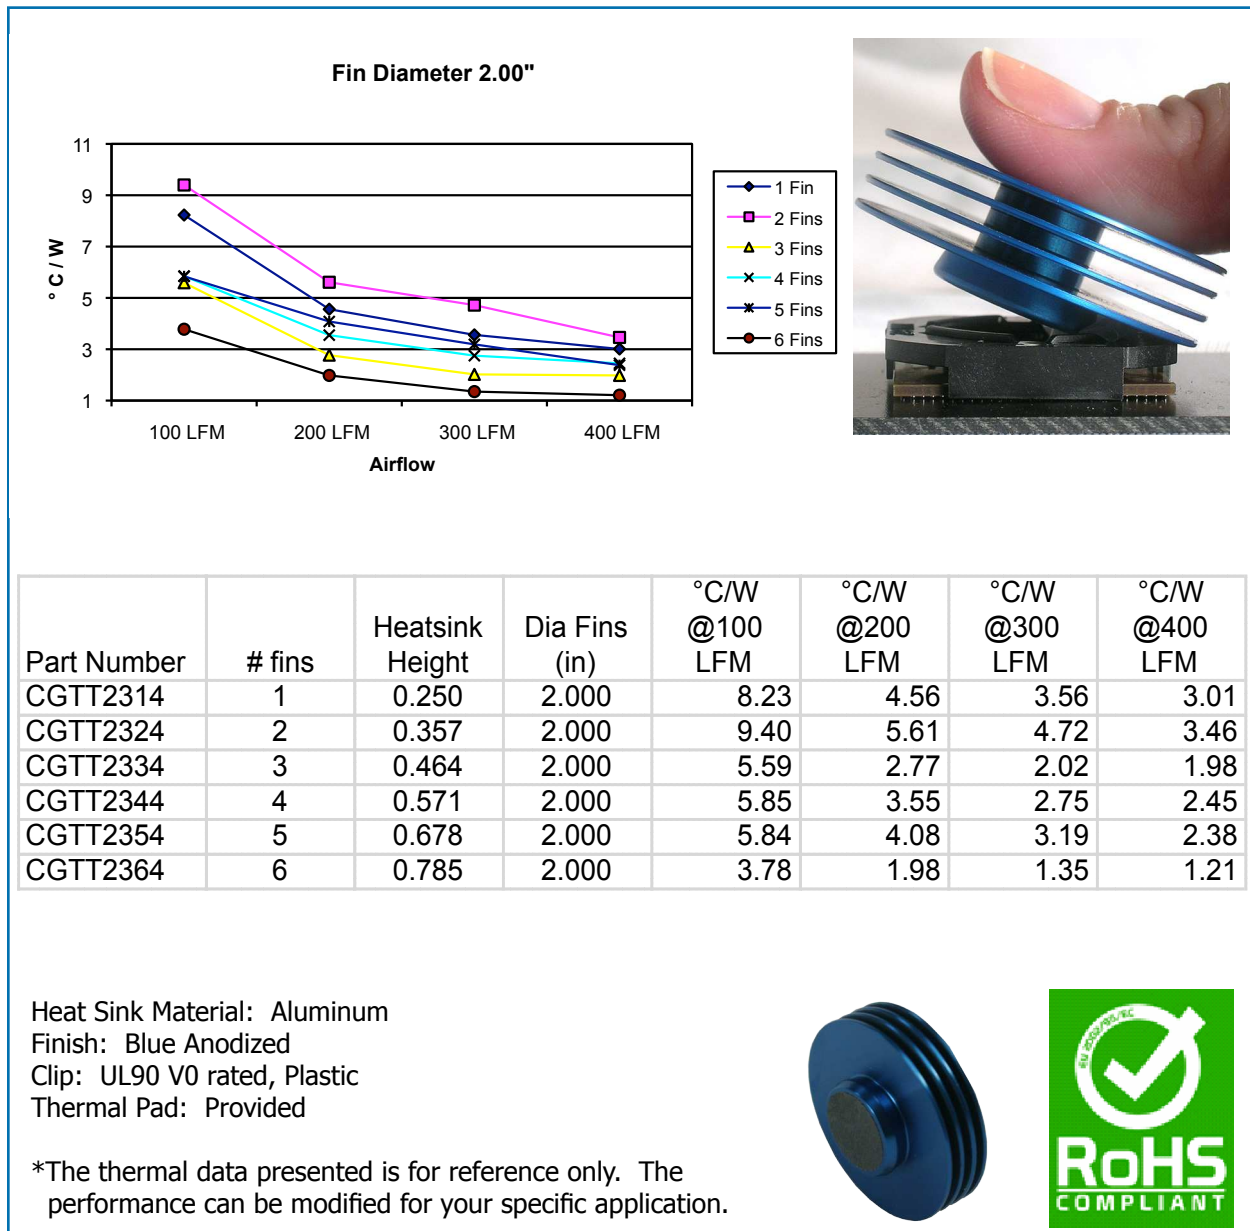 Fin Diameter 2.00"
11
9
7
5
3
1
° C / W
100 LFM 200 LFM 300 LFM 400 LFM
Airflow
1 Fin
2 Fins
3 Fins
4 Fins
5 Fins
6 Fins
Part Number # fins Heatsink Height Dia Fins (in) °C/W @100 LFM °C/W @200 LFM °C/W @300 LFM °C/W @400 LFM
CGTT2314 1 0.250 2.000 8.23 4.56 3.56 3.01
CGTT2324 2 0.357 2.000 9.40 5.61 4.72 3.46
CGTT2334 3 0.464 2.000 5.59 2.77 2.02 1.98
CGTT2344 4 0.571 2.000 5.85 3.55 2.75 2.45
CGTT2354 5 0.678 2.000 5.84 4.08 3.19 2.38
CGTT2364 6 0.785 2.000 3.78 1.98 1.35 1.21
Heat Sink Material: Aluminum
Finish: Blue Anodized
Clip: UL90 V0 rated, Plastic
Thermal Pad: Provided
*The thermal data presented is for reference only. The
performance can be modified for your specific application.
EU 2002/95/EC
RoHS
COMPLIANT